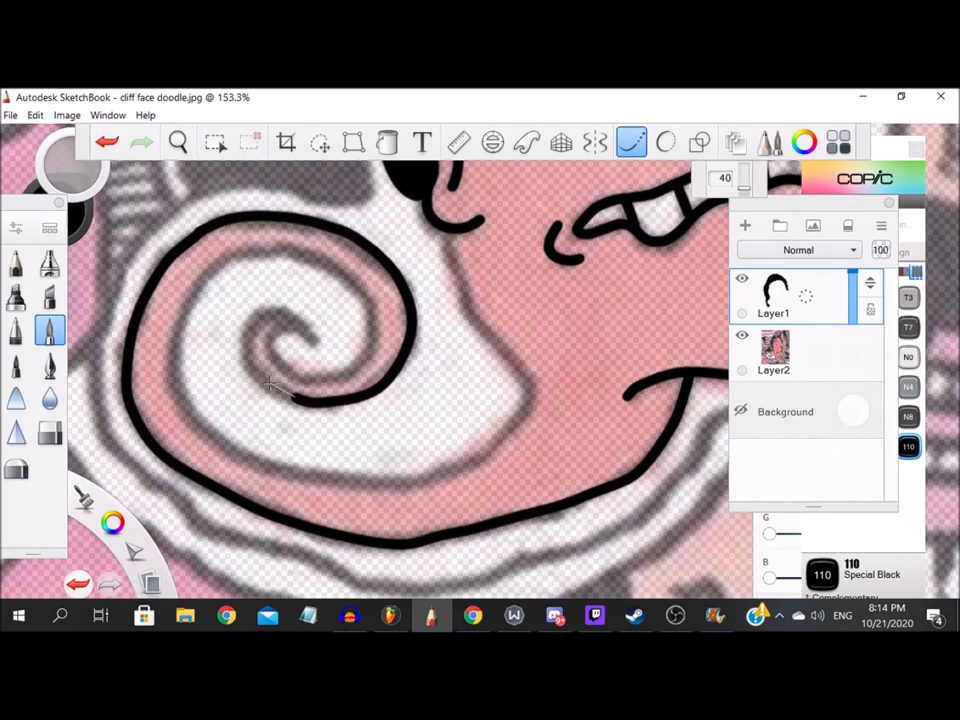 Autodesk SketchBook - cliff face doodle.jpg @ 153.3%
File Edit Image Window Help
T
40
COPIC
Normal
100
Layer1
Layer2
Background
T3
T7
N0
N4
N8
110
G
B
110
110
Special Black
8:14 PM
ENG
10/21/2020
4